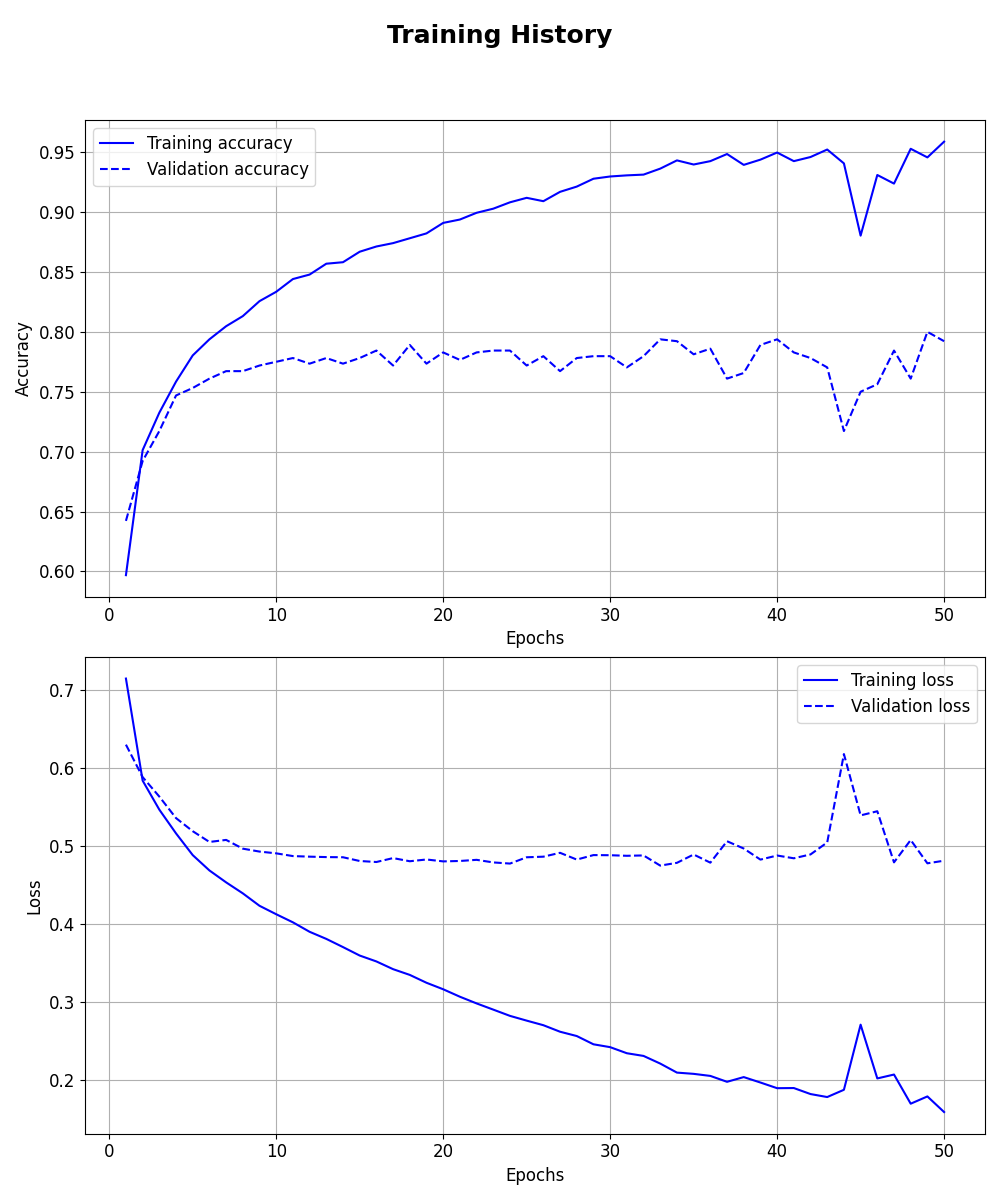 Training History
Training accuracy
Validation accuracy
0.95
0.90
0.85
0.80
0.75
0.70
0.65
0.60
Accuracy
0 10 20 30 40 50
Epochs
Training loss
Validation loss
0.7
0.6
0.5
0.4
0.3
0.2
Loss
0 10 20 30 40 50
Epochs